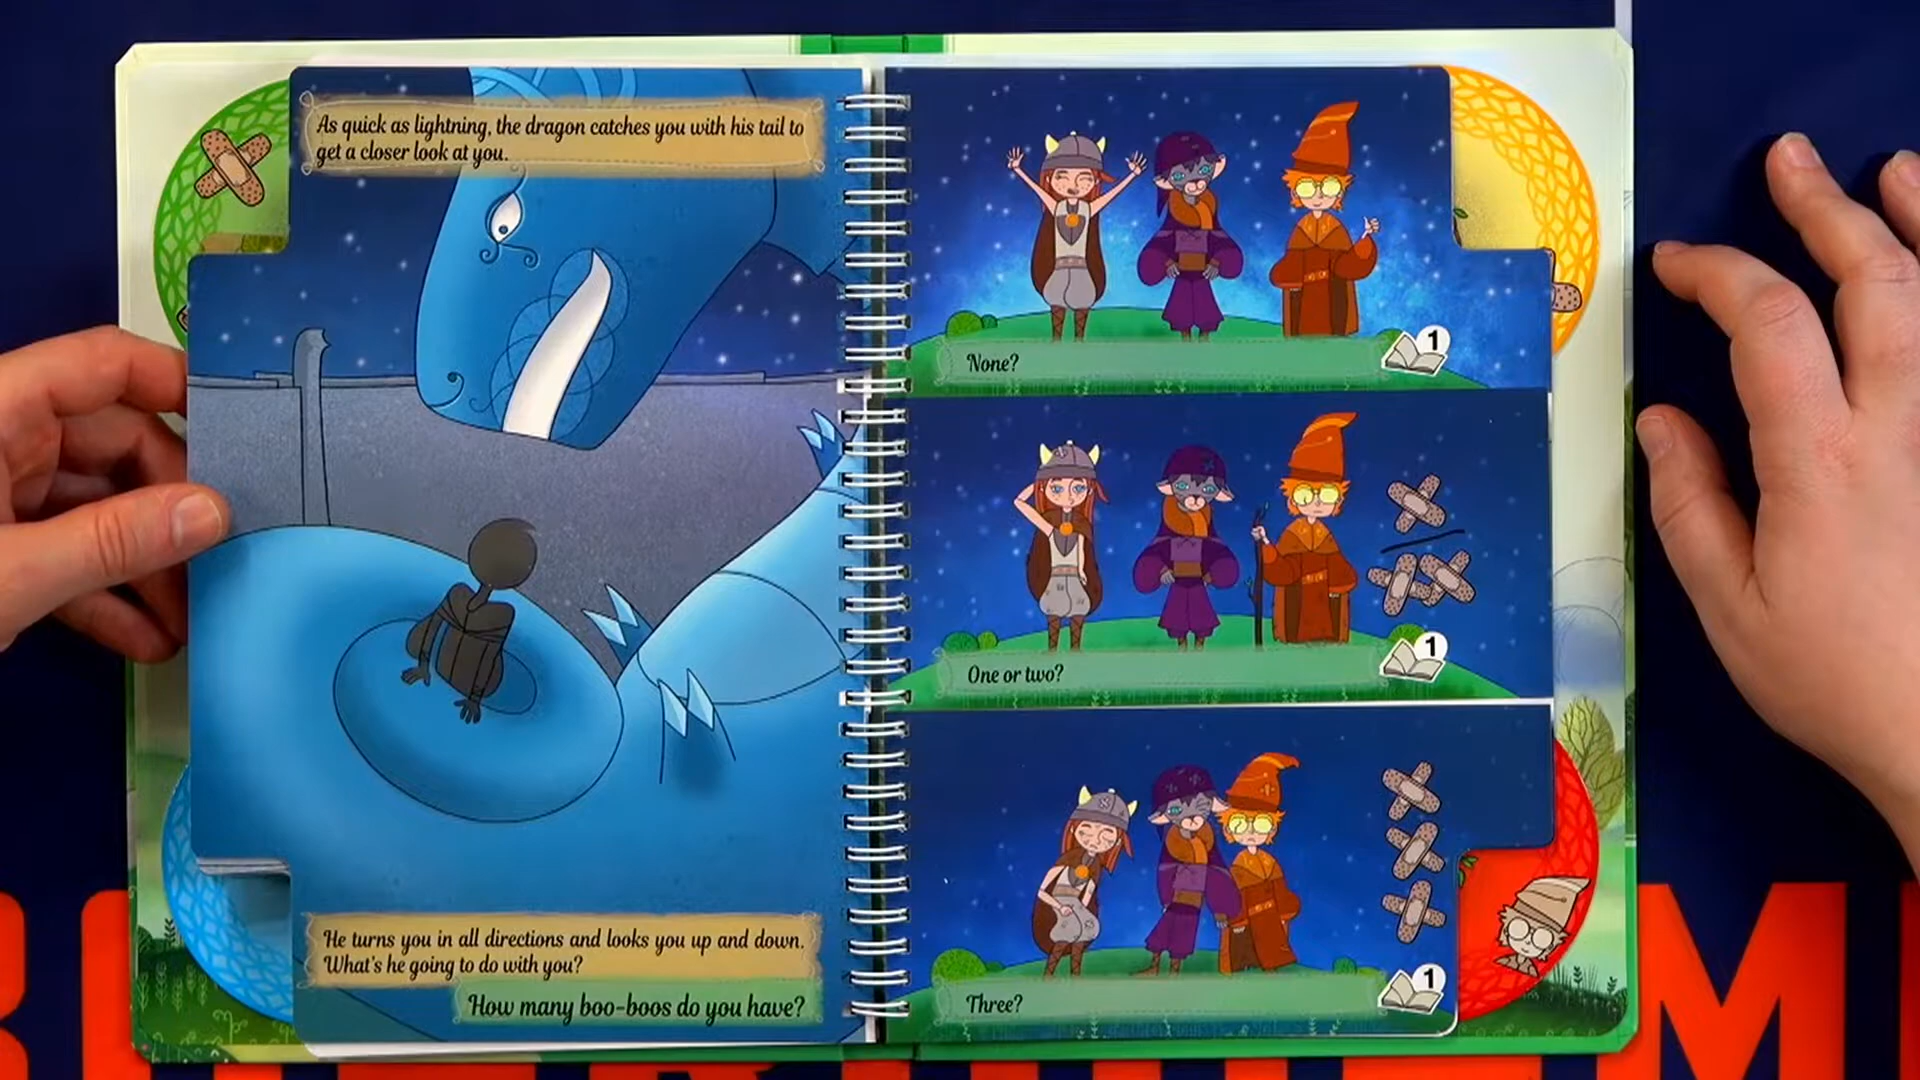 As quick as lightning, the dragon catches you with his tail to
get a closer look at you.
He turns you in all directions and looks you up and down.
What's he going to do with you?
How many boo-boos do you have?
None?
1
One or two?
1
Three?
1